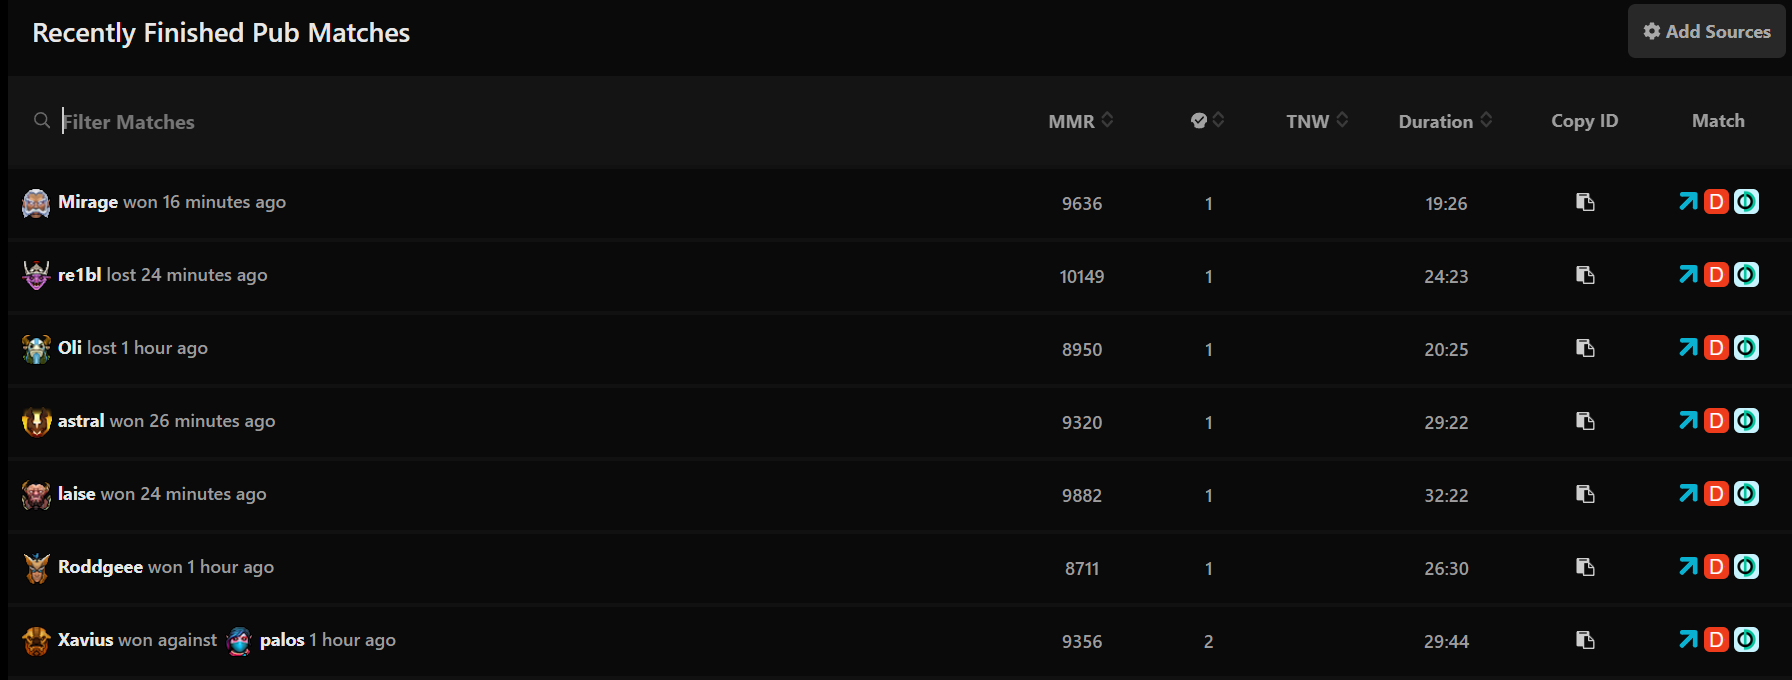 Recently Finished Pub Matches
Add Sources
Filter Matches MMR TNW Duration Copy ID Match
Mirage won 16 minutes ago 9636 1 19:26 D
re1bl lost 24 minutes ago 10149 1 24:23 D
Oli lost 1 hour ago 8950 1 20:25 D
astral won 26 minutes ago 9320 1 29:22 D
laise won 24 minutes ago 9882 1 32:22 D
Roddgeee won 1 hour ago 8711 1 26:30 D
Xavius won against palos 1 hour ago 9356 2 29:44 D